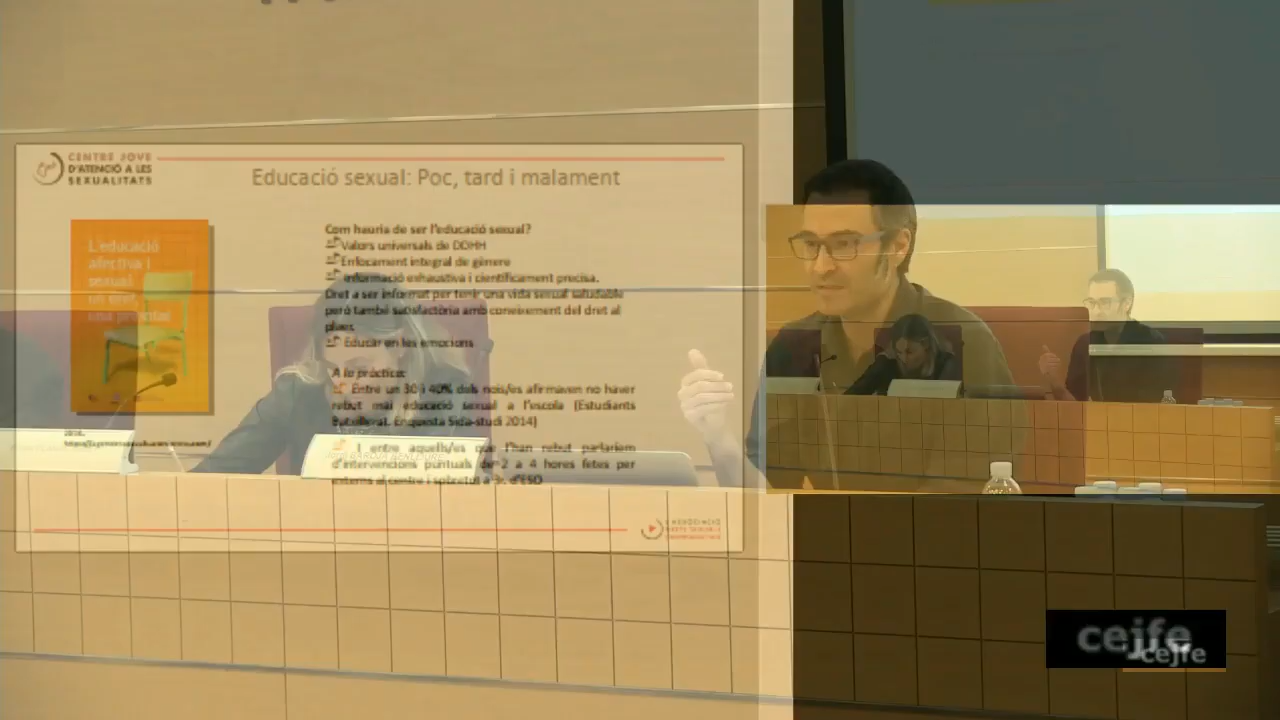 CENTRE JOVE
D'ATENCIÓ A LES
SEXUALITATS
Educació sexual: Poc, tard i malament
L'educació
afectiva i
sexual
un dret,
una prioritat
Com hauria de ser l'educació sexual?
Valors universals de DDHH
Enfocament integral de gènere
Informació exhaustiva i científicament precisa.
Dret a ser informat per tenir una vida sexual saludable
però també satisfactòria amb coneixement del dret al
plaer.
Educar en les emocions
A la pràctica:
Entre un 30 i 40% dels nois/es afirmaven no haver
rebut mai educació sexual a l'escola (Estudiants
Batxillerat. Enquesta Sida-studi 2014)
I entre aquells/es que l'han rebut parlaríem
d'intervencions puntuals de 2 a 4 hores fetes per
externs al centre i sobretot a 3r. d'ESO
cejfe
cejfe